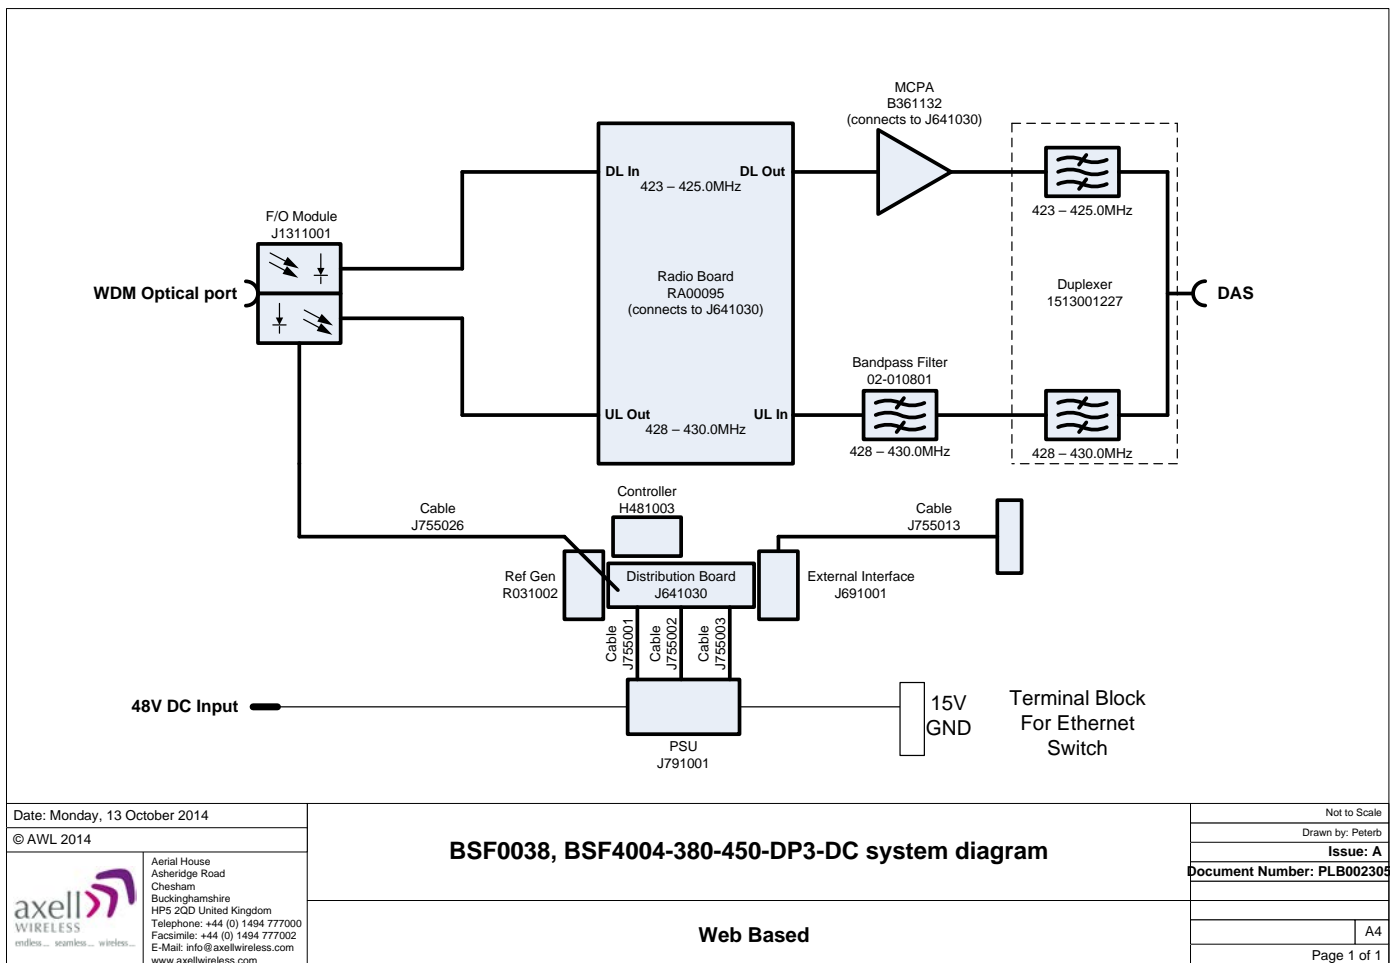 MCPA
B361132
(connects to J641030)
DL In
DL Out
423 – 425.0MHz
423 – 425.0MHz
F/O Module
J1311001
WDM Optical port
Radio Board
RA00095
(connects to J641030)
Duplexer
1513001227
DAS
Bandpass Filter
02-010801
UL Out
UL In
428 – 430.0MHz
428 – 430.0MHz
428 – 430.0MHz
Controller
H481003
Cable
J755026
Cable
J755013
Ref Gen
R031002
Distribution Board
J641030
External Interface
J691001
Cable
J755001
Cable
J755002
Cable
J755003
48V DC Input
15V
GND
Terminal Block
For Ethernet
Switch
PSU
J791001
Date: Monday, 13 October 2014
© AWL 2014
axell
WIRELESS
endless... seamless... wireless...
Aerial House
Asheridge Road
Chesham
Buckinghamshire
HP5 2QD United Kingdom
Telephone: +44 (0) 1494 777000
Facsimile: +44 (0) 1494 777002
E-Mail: info@axellwireless.com
www.axellwireless.com
BSF0038, BSF4004-380-450-DP3-DC system diagram
Web Based
Not to Scale
Drawn by: Peterb
Issue: A
Document Number: PLB002305
A4
Page 1 of 1